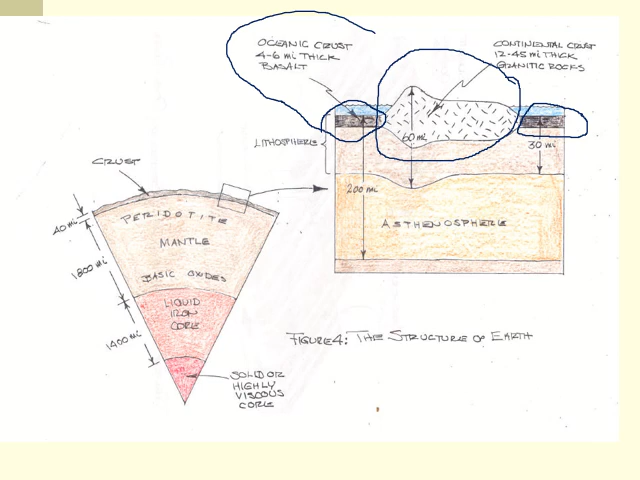 OCEANIC CRUST
4-6 mi THICK
BASALT
CONTINENTAL CRUST
12-45 mi THICK
GRANITIC ROCKS
LITHOSPHERE
60 mi
30 mi
200 mi
ASTHENOSPHERE
CRUST
40 mi
PERIDOTITE
MANTLE
BASIC OXIDES
1800 mi
LIQUID
IRON
CORE
1400 mi
SOLID OR
HIGHLY
VISCOUS
CORE
FIGURE 4: THE STRUCTURE OF EARTH